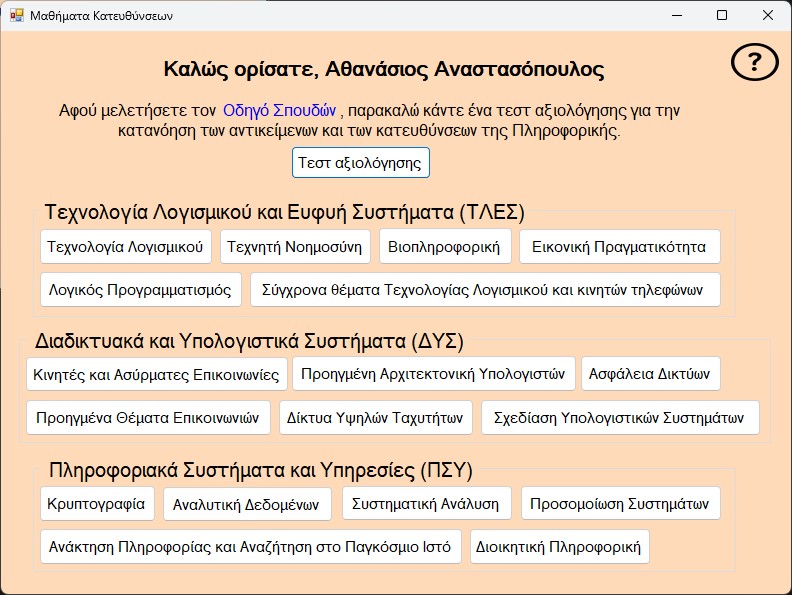 Μαθήματα Κατευθύνσεων
Καλώς ορίσατε, Αθανάσιος Αναστασόπουλος
?
Αφού μελετήσετε τον Οδηγό Σπουδών , παρακαλώ κάντε ένα τεστ αξιολόγησης για την
κατανόηση των αντικείμενων και των κατευθύνσεων της Πληροφορικής.
Τεστ αξιολόγησης
Τεχνολογία Λογισμικού και Ευφυή Συστήματα (ΤΛΕΣ)
Τεχνολογία Λογισμικού Τεχνητή Νοημοσύνη Βιοπληροφορική Εικονική Πραγματικότητα
Λογικός Προγραμματισμός Σύγχρονα θέματα Τεχνολογίας Λογισμικού και κινητών τηλεφώνων
Διαδικτυακά και Υπολογιστικά Συστήματα (ΔΥΣ)
Κινητές και Ασύρματες Επικοινωνίες Προηγμένη Αρχιτεκτονική Υπολογιστών Ασφάλεια Δικτύων
Προηγμένα Θέματα Επικοινωνιών Δίκτυα Υψηλών Ταχυτήτων Σχεδίαση Υπολογιστικών Συστημάτων
Πληροφοριακά Συστήματα και Υπηρεσίες (ΠΣΥ)
Κρυπτογραφία Αναλυτική Δεδομένων Συστηματική Ανάλυση Προσομοίωση Συστημάτων
Ανάκτηση Πληροφορίας και Αναζήτηση στο Παγκόσμιο Ιστό Διοικητική Πληροφορική